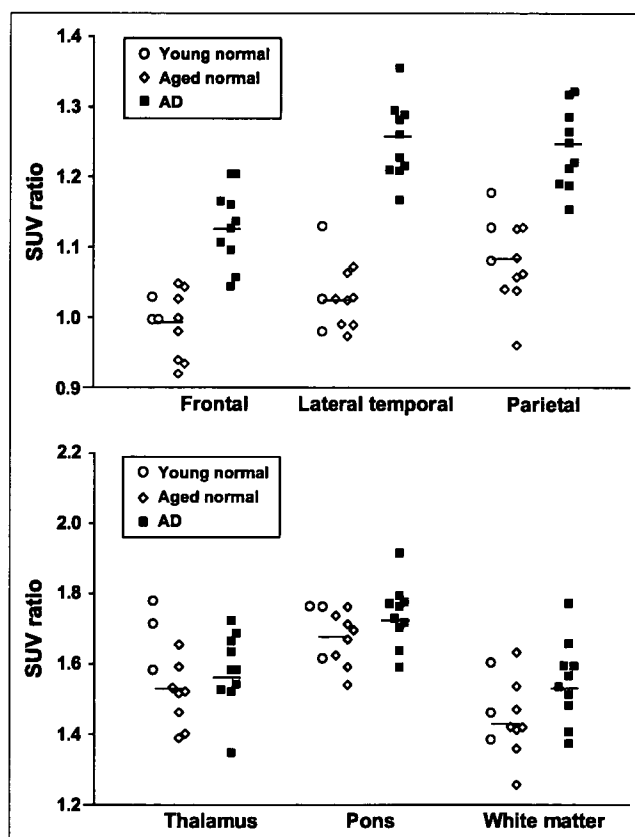 1.4
1.3
1.2
1.1
1.0
0.9
SUV ratio
Young normal
Aged normal
AD
Frontal Lateral temporal Parietal
2.2
2.0
1.8
1.6
1.4
1.2
SUV ratio
Young normal
Aged normal
AD
Thalamus Pons White matter